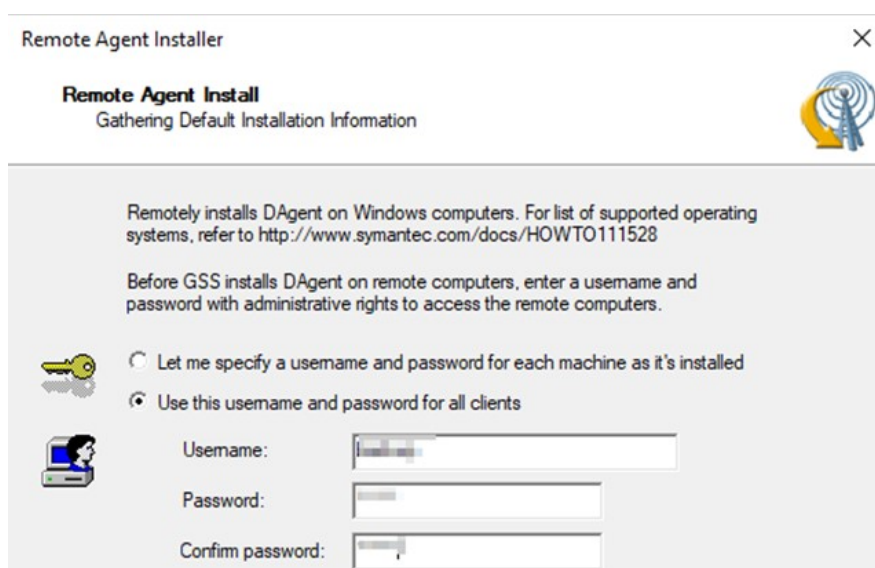 Remote Agent Installer
Remote Agent Install
Gathering Default Installation Information
Remotely installs DAgent on Windows computers. For list of supported operating
systems, refer to http://www.symantec.com/docs/HOWTO111528
Before GSS installs DAgent on remote computers, enter a username and
password with administrative rights to access the remote computers.
Let me specify a username and password for each machine as it's installed
Use this username and password for all clients
Username:
Password:
Confirm password: